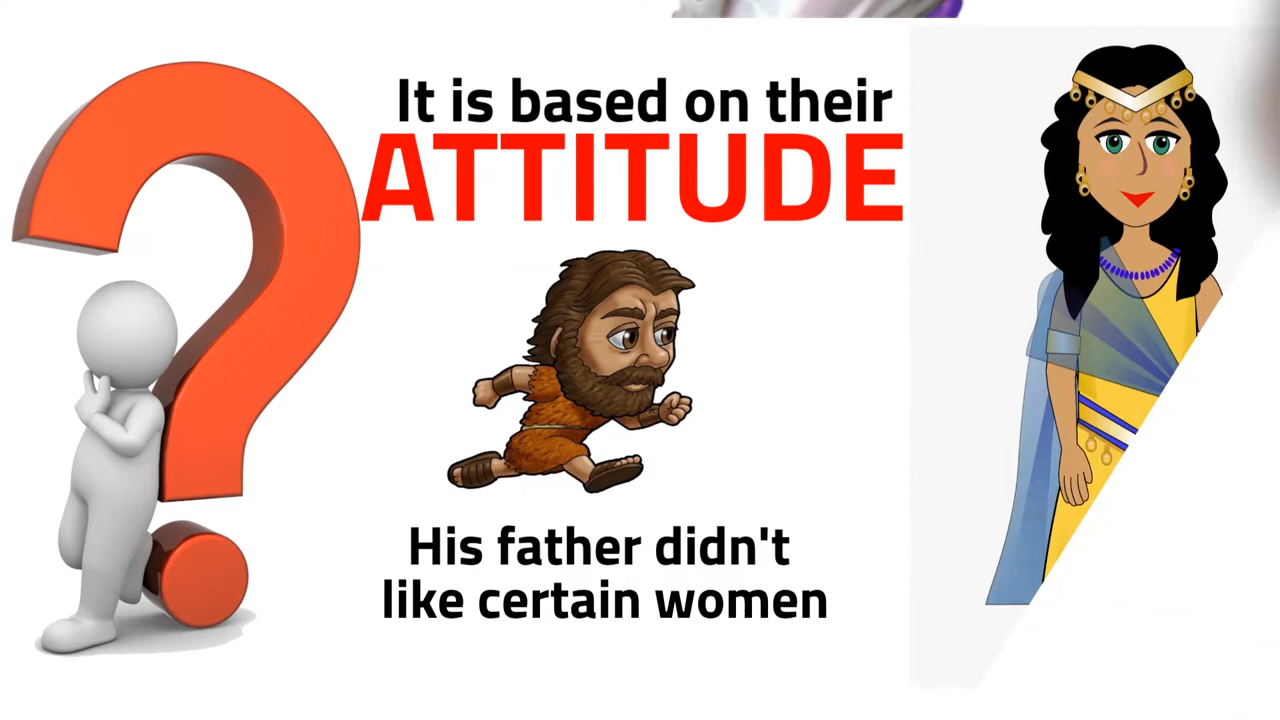 It is based on their
ATTITUDE
His father didn't
like certain women